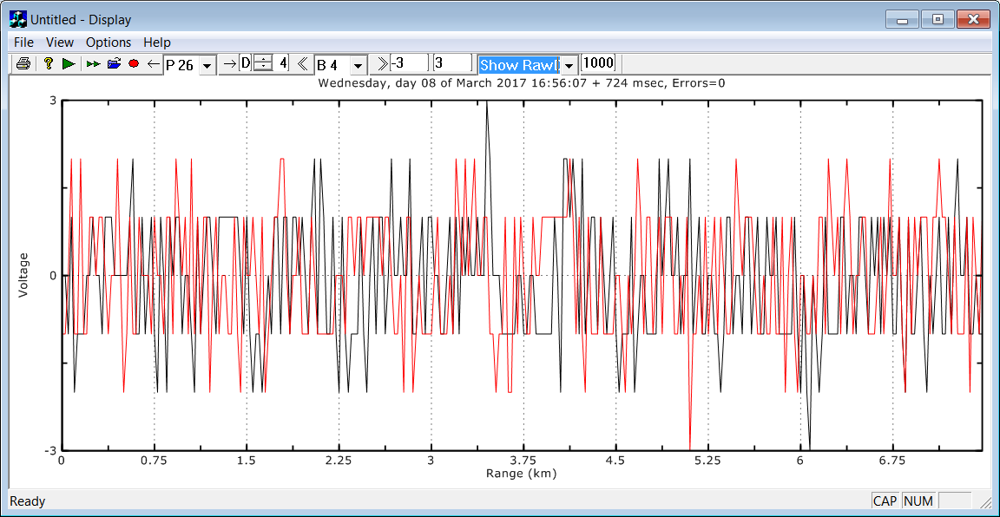 Untitled - Display
File View Options Help
P 26 D 4 B 4 -3 3 Show Raw 1000
Wednesday, day 08 of March 2017 16:56:07 + 724 msec, Errors=0
3
0
-3
Voltage
0 0.75 1.5 2.25 3 3.75 4.5 5.25 6 6.75
Range (km)
Ready CAP NUM